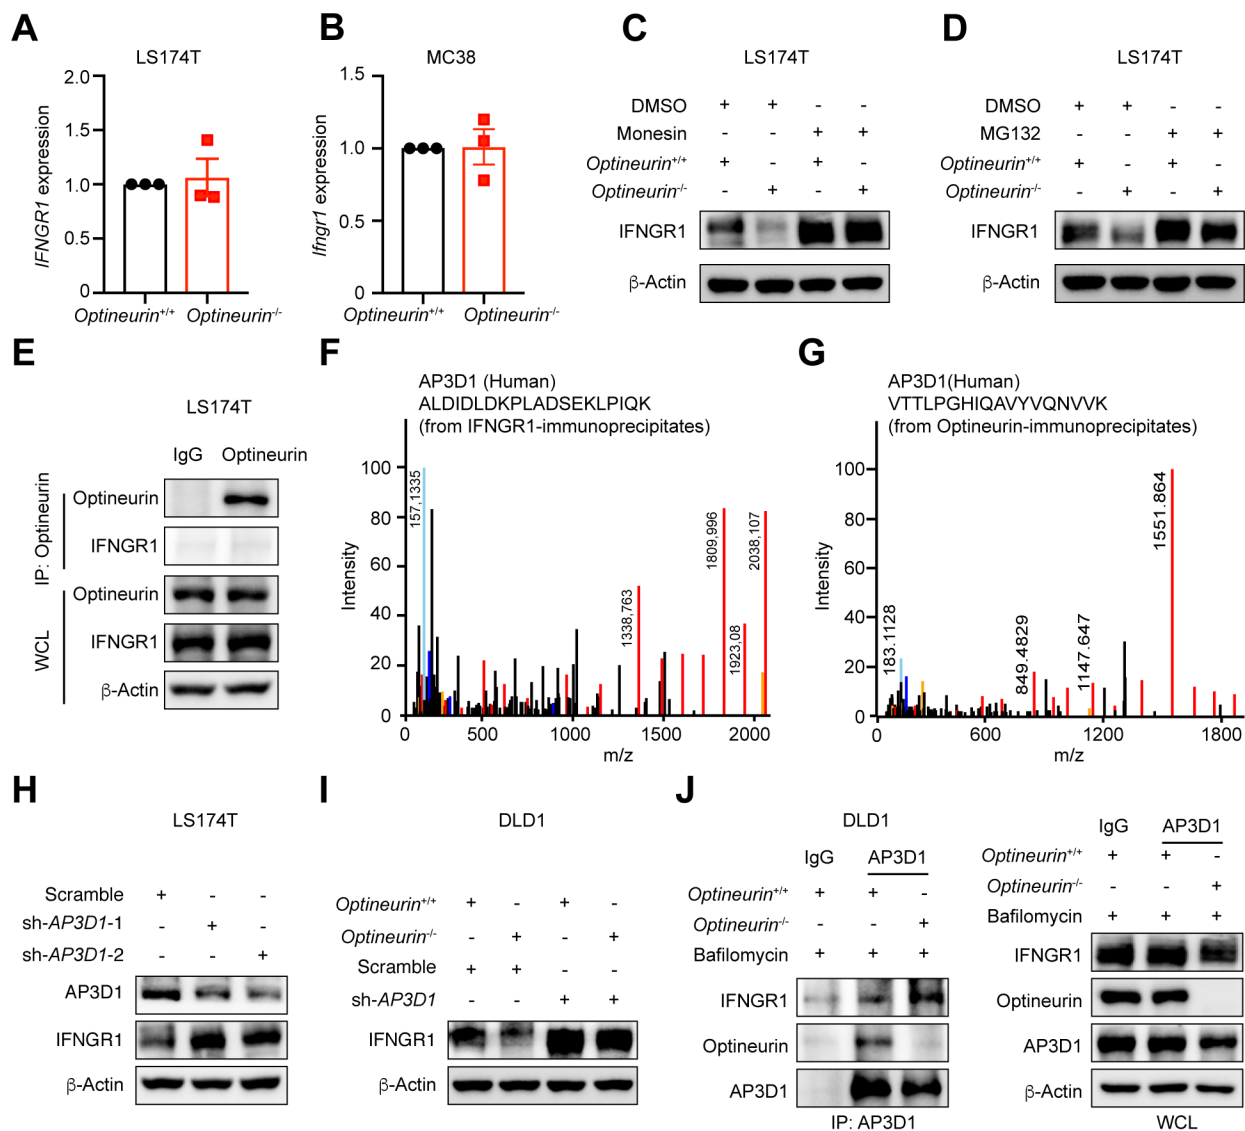 A
LS174T
IFNGR1 expression
2.0
1.5
1.0
0.5
0
Optineurin+/+ Optineurin-/-
B
MC38
Ifngr1 expression
1.5
1.0
0.5
0
Optineurin+/+ Optineurin-/-
C
LS174T
DMSO + + - -
Monesin - - + +
Optineurin+/+ + - + -
Optineurin-/- - + - +
IFNGR1
β-Actin
D
LS174T
DMSO + + - -
MG132 - - + +
Optineurin+/+ + - + -
Optineurin-/- - + - +
IFNGR1
β-Actin
E
LS174T
IgG Optineurin
IP: Optineurin
Optineurin
IFNGR1
WCL
Optineurin
IFNGR1
β-Actin
F
AP3D1 (Human)
ALDIDLDKPLADSEKLPIQK
(from IFNGR1-immunoprecipitates)
Intensity
100
80
60
40
20
0
157,1335
1338,763
1809,996
1923,08
2038,107
0 500 1000 1500 2000
m/z
G
AP3D1(Human)
VTTLPGHIQAVYVQNVVK
(from Optineurin-immunoprecipitates)
Intensity
100
80
60
40
20
0
183.1128
849.4829
1147.647
1551.864
0 600 1200 1800
m/z
H
LS174T
Scramble + - -
sh-AP3D1-1 - + -
sh-AP3D1-2 - - +
AP3D1
IFNGR1
β-Actin
I
DLD1
Optineurin+/+ + - + -
Optineurin-/- - + - +
Scramble + + - -
sh-AP3D1 - - + +
IFNGR1
β-Actin
J
DLD1
IgG AP3D1
Optineurin+/+ + + -
Optineurin-/- - - +
Bafilomycin + + +
IFNGR1
Optineurin
AP3D1
IP: AP3D1
IgG AP3D1
Optineurin+/+ + + -
Optineurin-/- - - +
Bafilomycin + + +
IFNGR1
Optineurin
AP3D1
β-Actin
WCL